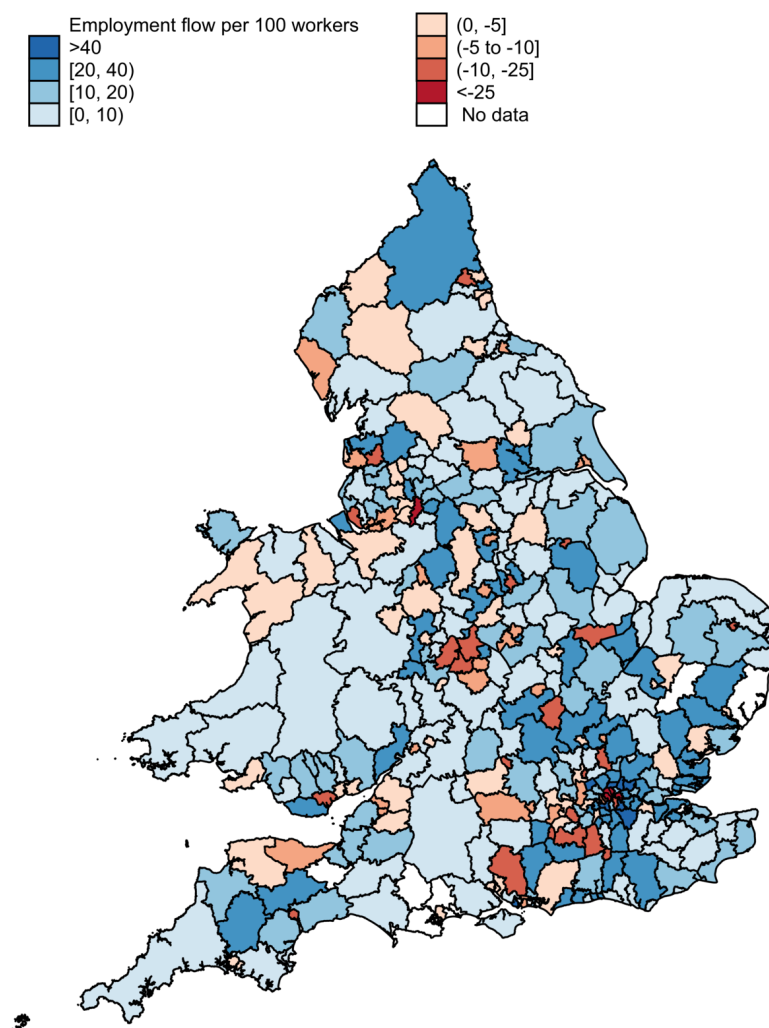 Employment flow per 100 workers
>40
[20, 40)
[10, 20)
[0, 10)
(0, -5]
(-5 to -10]
(-10, -25]
<-25
No data